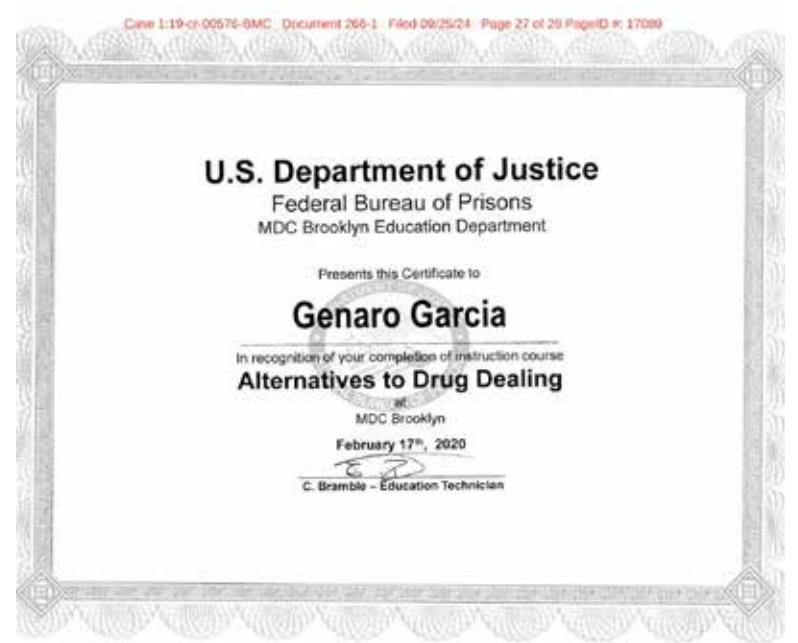 Case 1:19-cr-00576-BMC Document 266-1 Filed 09/25/24 Page 27 of 29 PageID #: 17089
U.S. Department of Justice
Federal Bureau of Prisons
MDC Brooklyn Education Department
Presents this Certificate to
Genaro Garcia
In recognition of your completion of instruction course
Alternatives to Drug Dealing
at
MDC Brooklyn
February 17th, 2020
C. Bramble – Education Technician